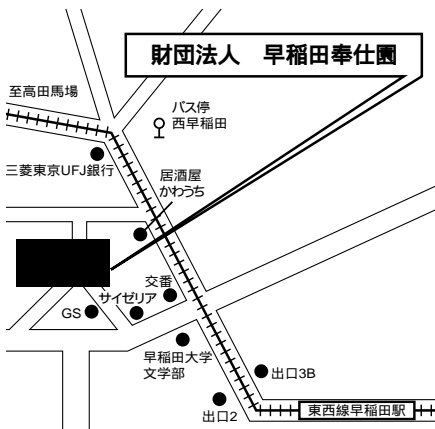 財団法人　早稲田奉仕園
至高田馬場
バス停
西早稲田
三菱東京UFJ銀行
居酒屋
かわうち
交番
サイゼリア
GS
早稲田大学
文学部
出口3B
出口2
東西線早稲田駅